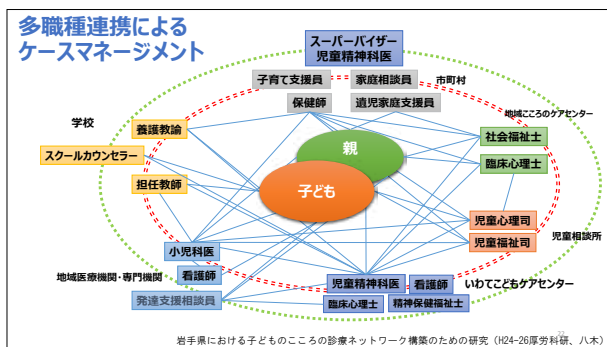 多職種連携による
ケースマネージメント
スーパーバイザー
児童精神科医
子育て支援員
家庭相談員
市町村
保健師
遺児家庭支援員
学校
地域こころのケアセンター
養護教諭
社会福祉士
スクールカウンセラー
親
臨床心理士
担任教師
子ども
児童心理司
児童相談所
児童福祉司
小児科医
地域医療機関・専門機関
看護師
児童精神科医
看護師
いわてこどもケアセンター
発達支援相談員
臨床心理士
精神保健福祉士
22
岩手県における子どものこころの診療ネットワーク構築のための研究（H24-26厚労科研、八木）